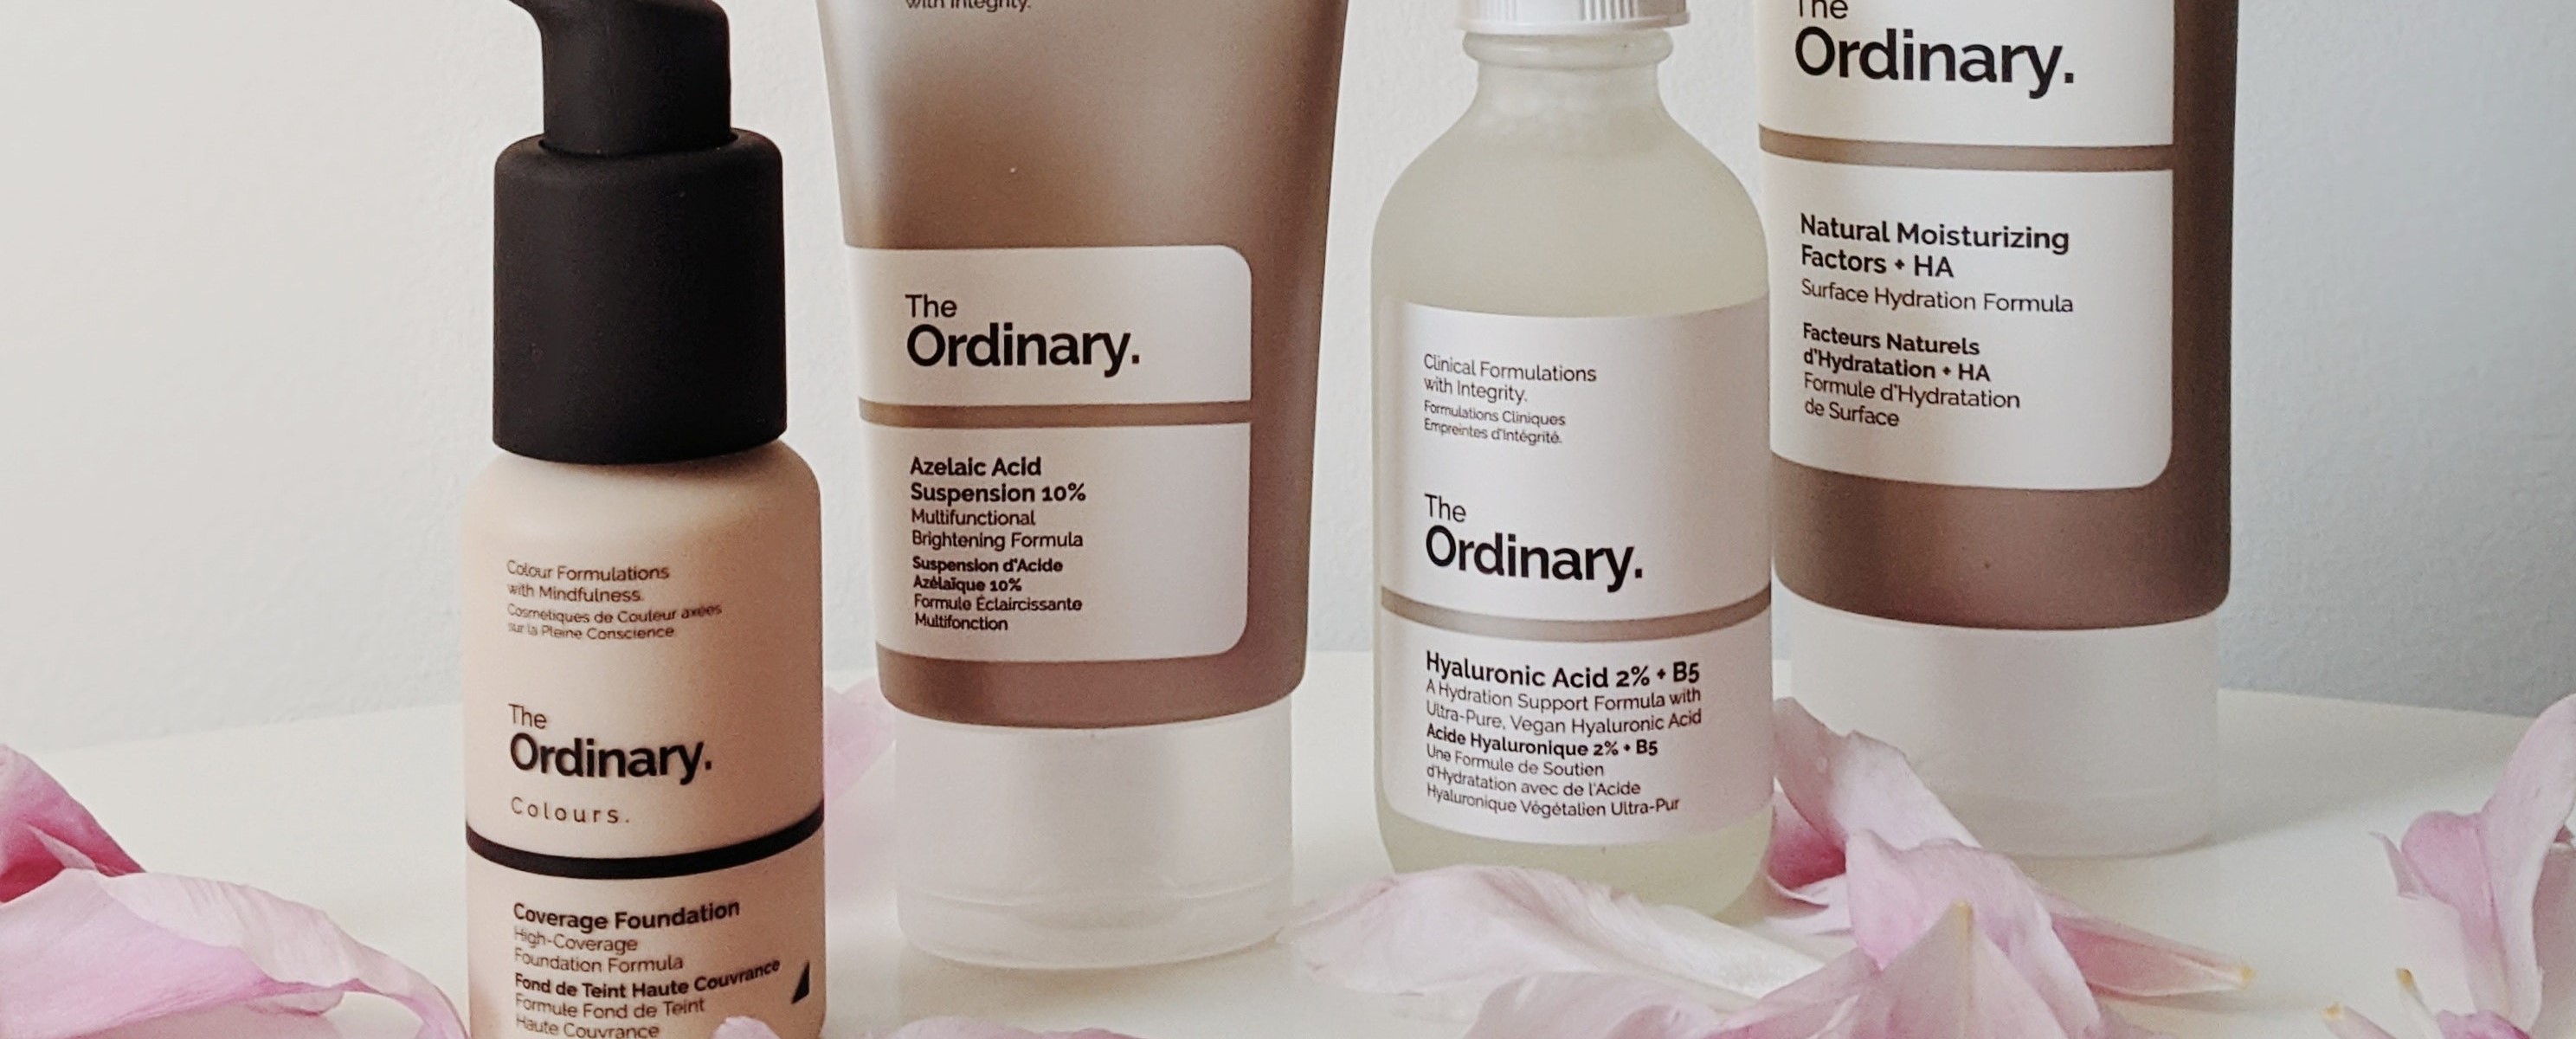 Colour Formulations
with Mindfulness.
Cosmétiques de Couleur axées
sur la Pleine Conscience
The
Ordinary.
Colours.
Coverage Foundation
High-Coverage
Foundation Formula
Fond de Teint Haute Couvrance
Formule Fond de Teint
Haute Couvrance
with Integrity.
The
Ordinary.
Azelaic Acid
Suspension 10%
Multifunctional
Brightening Formula
Suspension d'Acide
Azélaïque 10%
Formule Éclaircissante
Multifonction
Clinical Formulations
with Integrity.
Formulations Cliniques
Empreintes d'Intégrité.
The
Ordinary.
Hyaluronic Acid 2% + B5
A Hydration Support Formula with
Ultra-Pure, Vegan Hyaluronic Acid
Acide Hyaluronique 2% + B5
Une Formule de Soutien
d'Hydratation avec de l'Acide
Hyaluronique Végétalien Ultra-Pur
The
Ordinary.
Natural Moisturizing
Factors + HA
Surface Hydration Formula
Facteurs Naturels
d'Hydratation + HA
Formule d'Hydratation
de Surface